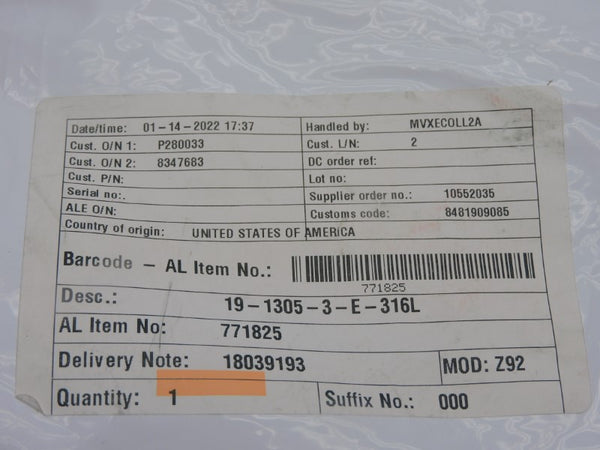 Date/time: 01-14-2022 17:37 Handled by: MVXECOLL2A
Cust. O/N 1: P280033 Cust. L/N: 2
Cust. O/N 2: 8347683 DC order ref:
Cust. P/N: Lot no:
Serial no:. Supplier order no.: 10552035
ALE O/N: Customs code: 8481909085
Country of origin: UNITED STATES OF AMERiCA
Barcode - AL Item No.:
771825
Desc.: 19-1305-3-E-316L
AL Item No: 771825
Delivery Note: 18039193 MOD: Z92
Quantity: 1 Suffix No.: 000